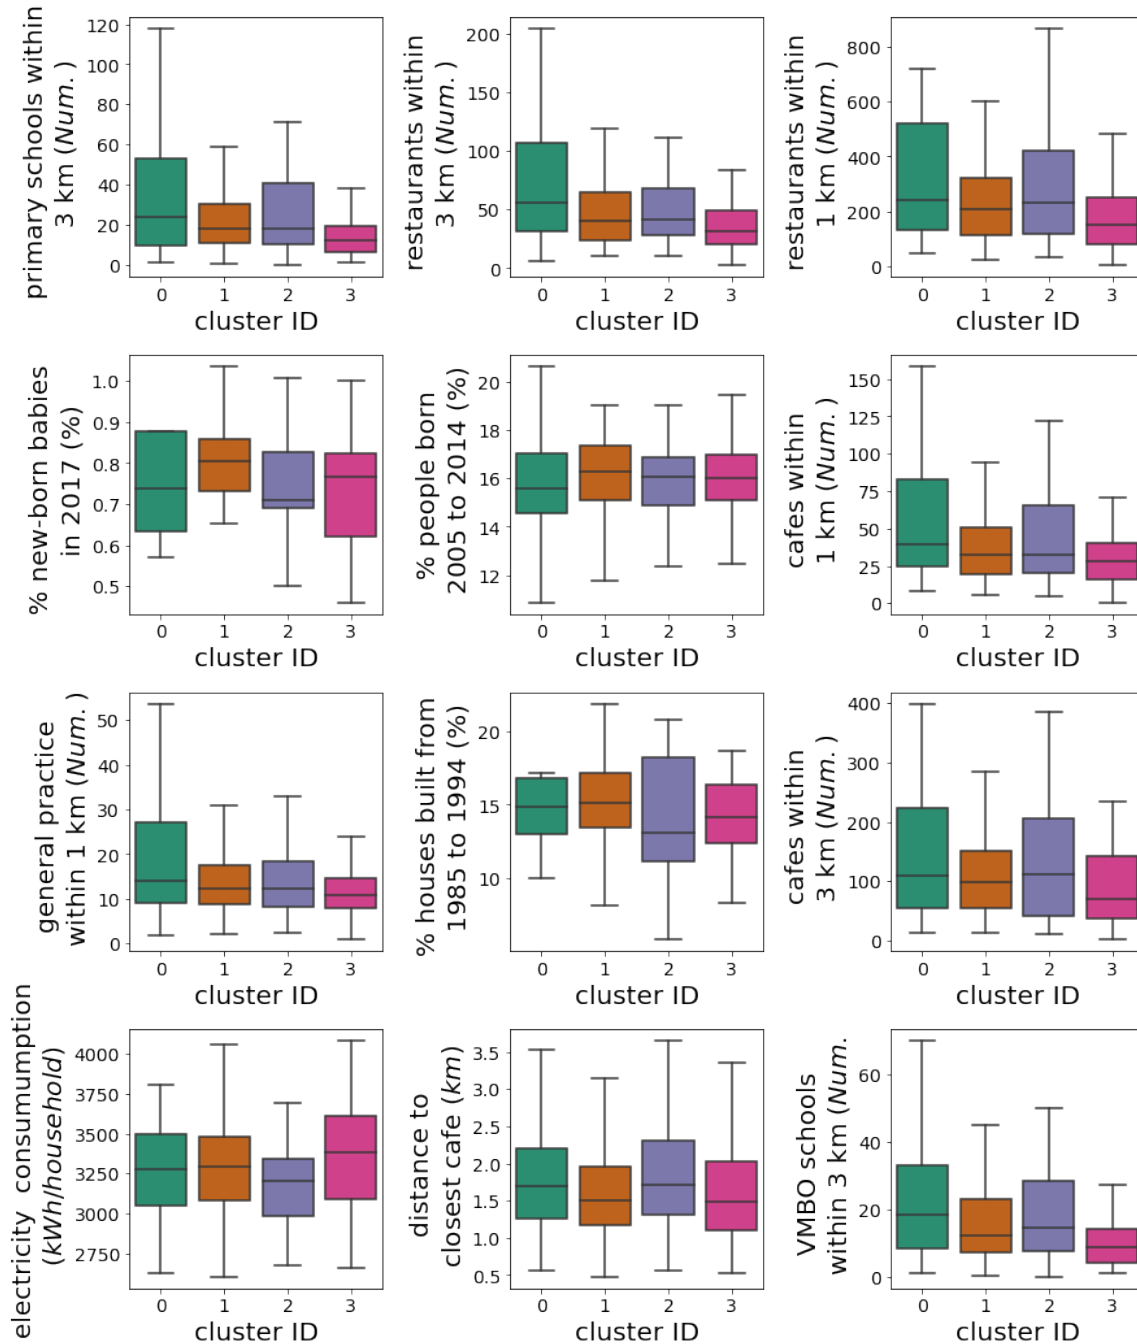 primary schools within
3 km (Num. )
120
100
80
60
40
20
0
0 1 2 3
cluster ID
restaurants within
3 km (Num. )
200
150
100
50
0
0 1 2 3
cluster ID
restaurants within
1 km (Num. )
800
600
400
200
0
0 1 2 3
cluster ID
% new-born babies
in 2017 (%)
1.0
0.9
0.8
0.7
0.6
0.5
0 1 2 3
cluster ID
% people born
2005 to 2014 (%)
20
18
16
14
12
0 1 2 3
cluster ID
cafes within
1 km (Num. )
150
125
100
75
50
25
0
0 1 2 3
cluster ID
general practice
within 1 km (Num. )
50
40
30
20
10
0
0 1 2 3
cluster ID
% houses built from
1985 to 1994 (%)
20
15
10
0 1 2 3
cluster ID
cafes within
3 km (Num. )
400
300
200
100
0
0 1 2 3
cluster ID
electricity consumumption
(kWh/household)
4000
3750
3500
3250
3000
2750
0 1 2 3
cluster ID
distance to
closest cafe (km)
3.5
3.0
2.5
2.0
1.5
1.0
0.5
0 1 2 3
cluster ID
VMBO schools
within 3 km (Num.
60
40
20
0
0 1 2 3
cluster ID